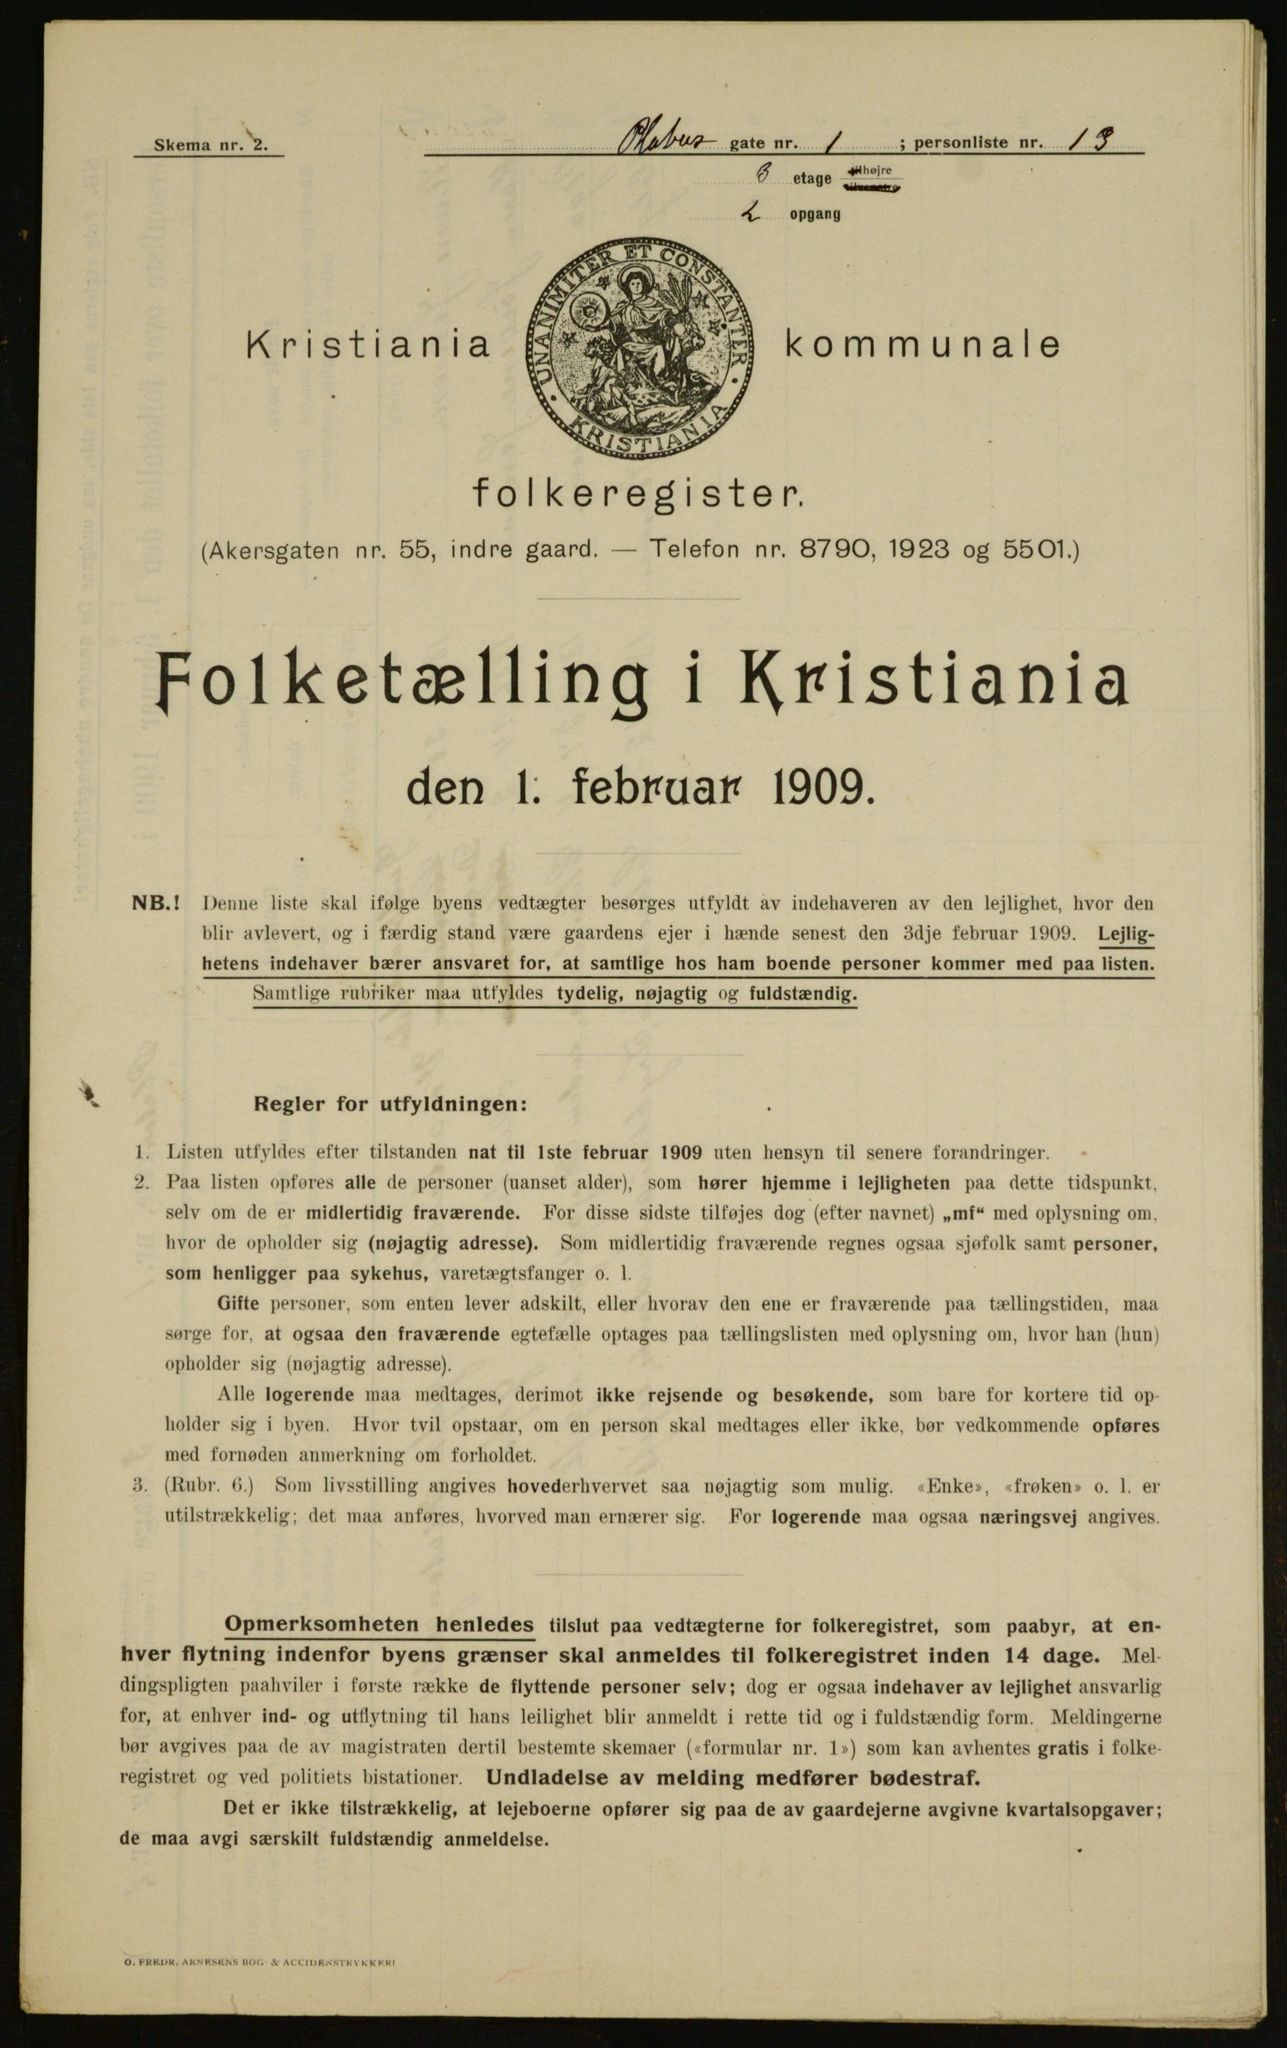 Skema nr. 2.
Platous gate nr. 1 ; personliste nr. 13
3 etage tilhøjre
tilvenstre
2 opgang
UNANIMITER ET CONSTANTER
KRISTIANIA
Kristiania kommunale
folkeregister.
(Akersgaten nr. 55, indre gaard. — Telefon nr. 8790, 1923 og 5501.)
Folketælling i Kristiania
den 1. februar 1909.
NB.! Denne liste skal ifølge byens vedtægter besørges utfyldt av indehaveren av den lejlighet, hvor den
blir avlevert, og i færdig stand være gaardens ejer i hænde senest den 3dje februar 1909. Lejlig-
hetens indehaver bærer ansvaret for, at samtlige hos ham boende personer kommer med paa listen.
Samtlige rubriker maa utfyldes tydelig, nøjagtig og fuldstændig.
Regler for utfyldningen:
1. Listen utfyldes efter tilstanden nat til 1ste februar 1909 uten hensyn til senere forandringer.
2. Paa listen opføres alle de personer (uanset alder), som hører hjemme i lejligheten paa dette tidspunkt,
selv om de er midlertidig fraværende. For disse sidste tilføjes dog (efter navnet) „mf“ med oplysning om,
hvor de opholder sig (nøjagtig adresse). Som midlertidig fraværende regnes ogsaa sjøfolk samt personer,
som henligger paa sykehus, varetægtsfanger o. l.
Gifte personer, som enten lever adskilt, eller hvorav den ene er fraværende paa tællingstiden, maa
sørge for, at ogsaa den fraværende egtefælle optages paa tællingslisten med oplysning om, hvor han (hun)
opholder sig (nøjagtig adresse).
Alle logerende maa medtages, derimot ikke rejsende og besøkende, som bare for kortere tid op-
holder sig i byen. Hvor tvil opstaar, om en person skal medtages eller ikke, bør vedkommende opføres
med fornøden anmerkning om forholdet.
3. (Rubr. 6.) Som livsstilling angives hovederhvervet saa nøjagtig som mulig. «Enke», «frøken» o. l. er
utilstrækkelig; det maa anføres, hvorved man ernærer sig. For logerende maa ogsaa næringsvej angives.
Opmerksomheten henledes tilslut paa vedtægterne for folkeregistret, som paabyr, at en-
hver flytning indenfor byens grænser skal anmeldes til folkeregistret inden 14 dage. Mel-
dingspligten paahviler i første række de flyttende personer selv; dog er ogsaa indehaver av lejlighet ansvarlig
for, at enhver ind- og utflytning til hans leilighet blir anmeldt i rette tid og i fuldstændig form. Meldingerne
bør avgives paa de av magistraten dertil bestemte skemaer («formular nr. 1») som kan avhentes gratis i folke-
registret og ved politiets bistationer. Undladelse av melding medfører bødestraf.
Det er ikke tilstrækkelig, at lejeboerne opfører sig paa de av gaardejerne avgivne kvartalsopgaver;
de maa avgi særskilt fuldstændig anmeldelse.
O. FREDR. ARNESENS BOG- & ACCIDENSTRYKKERI